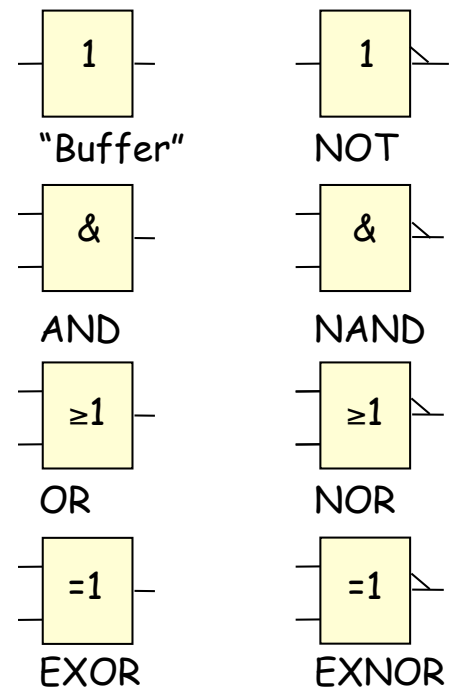 1 1
“Buffer” NOT
& &
AND NAND
≥1 ≥1
OR NOR
=1 =1
EXOR EXNOR